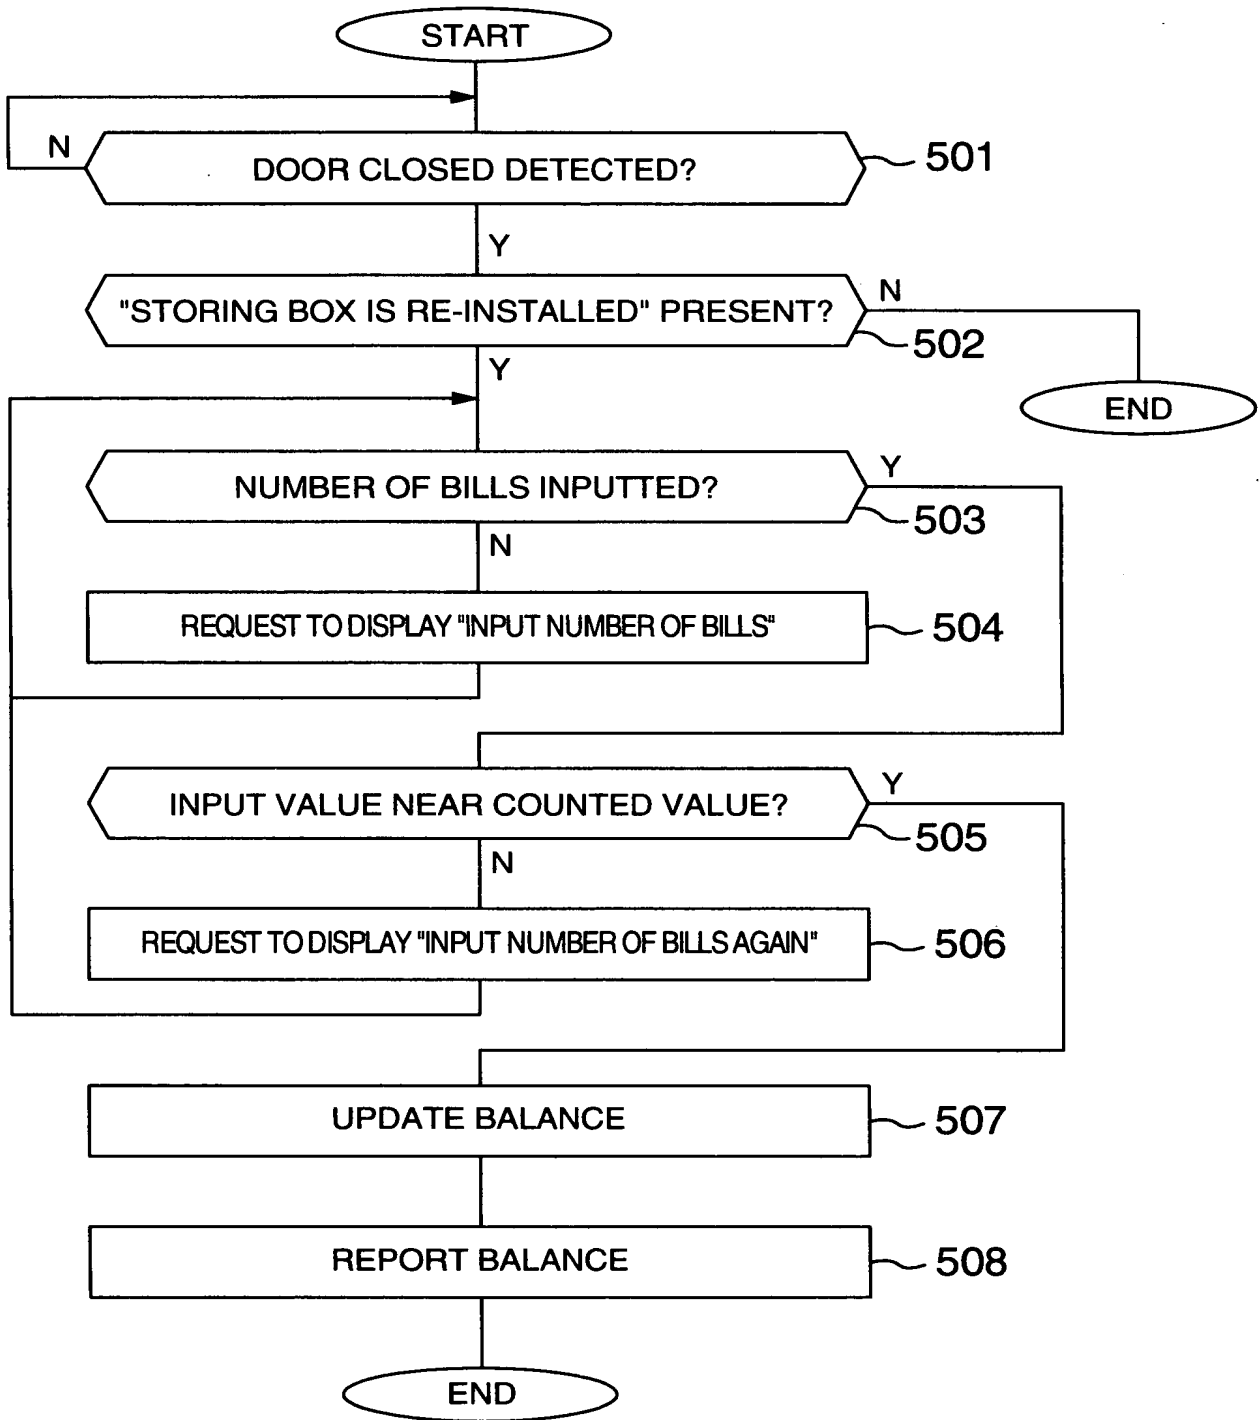 START
N
DOOR CLOSED DETECTED?
501
Y
"STORING BOX IS RE-INSTALLED" PRESENT?
N
502
Y
END
NUMBER OF BILLS INPUTTED?
Y
503
N
REQUEST TO DISPLAY "INPUT NUMBER OF BILLS"
504
INPUT VALUE NEAR COUNTED VALUE?
Y
505
N
REQUEST TO DISPLAY "INPUT NUMBER OF BILLS AGAIN"
506
UPDATE BALANCE
507
REPORT BALANCE
508
END